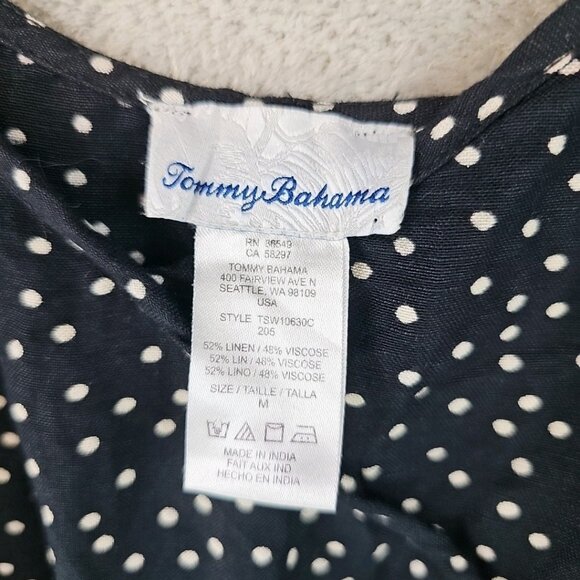 Tommy Bahama
RN 86549
CA 58297
TOMMY BAHAMA
400 FAIRVIEW AVE N
SEATTLE, WA 98109
USA
STYLE TSW10630C
205
52% LINEN / 48% VISCOSE
52% LIN / 48% VISCOSE
52% LINO / 48% VISCOSE
SIZE / TAILLE / TALLA
M
MADE IN INDIA
FAIT AUX IND
HECHO EN INDIA